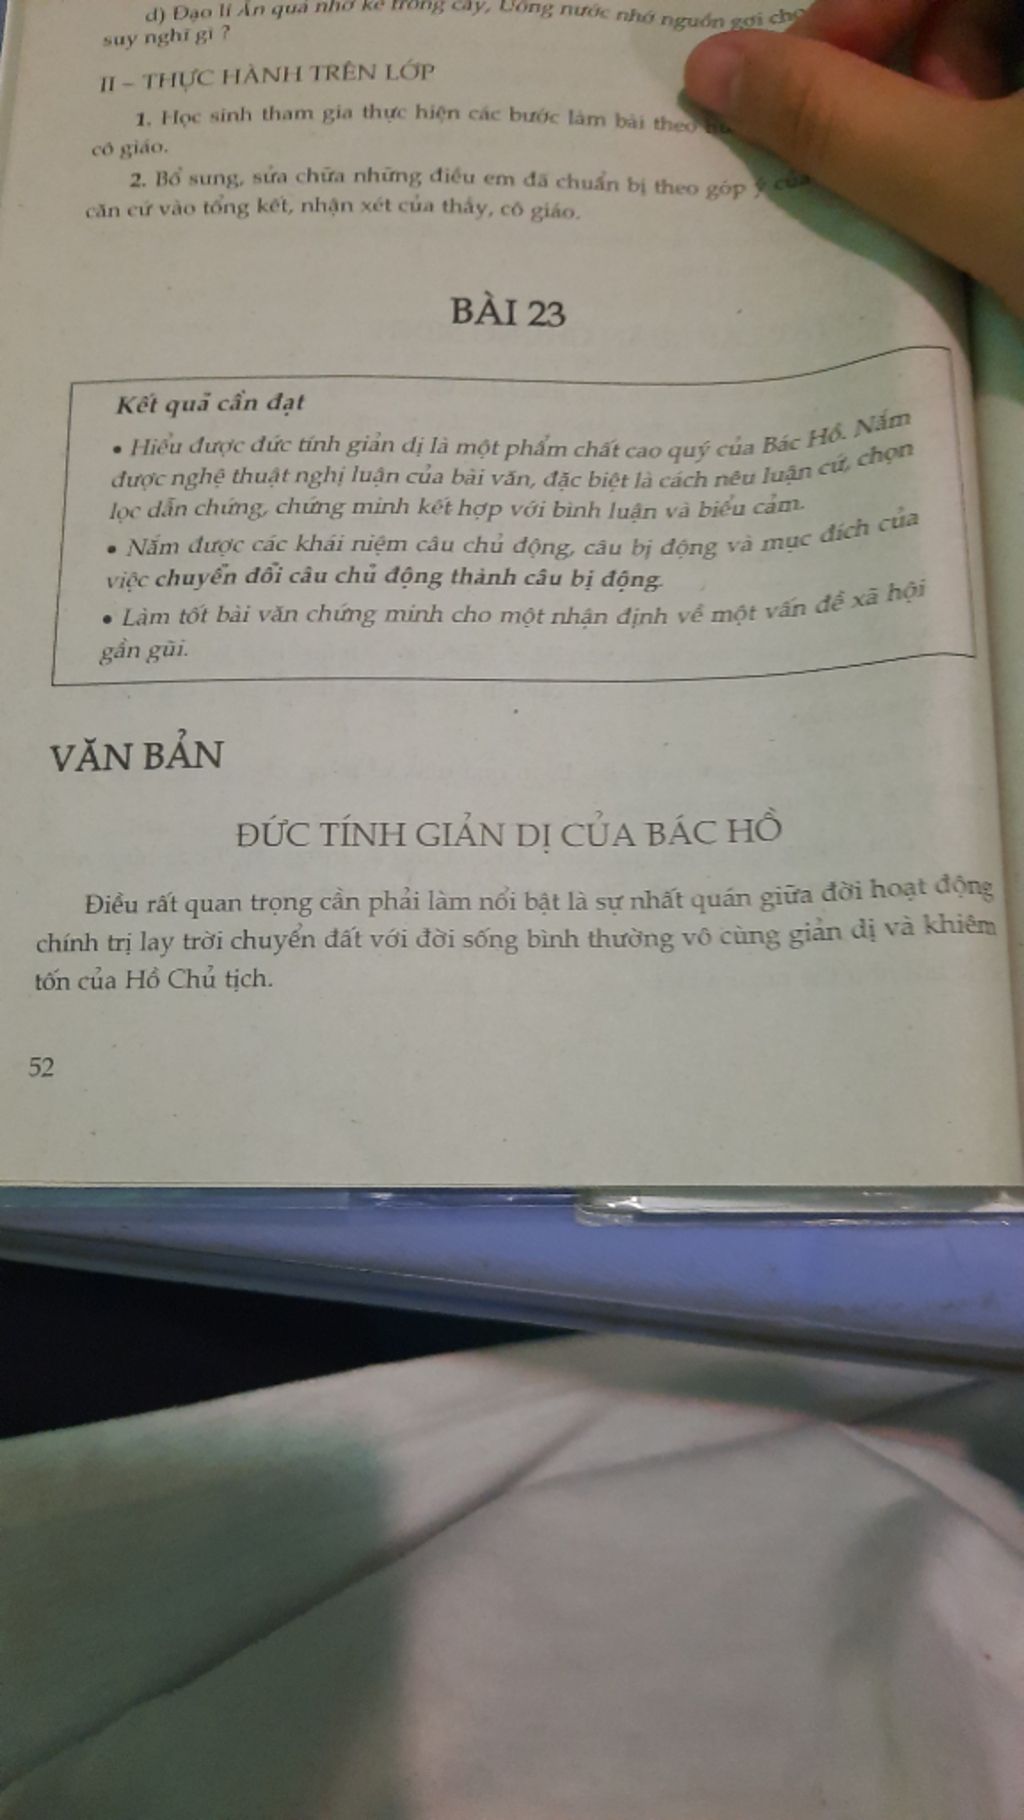 d) Đạo lí Ăn quả nhớ kẻ trồng cây, Uống nước nhớ nguồn gợi cho
suy nghĩ gì ?
II – THỰC HÀNH TRÊN LỚP
1. Học sinh tham gia thực hiện các bước làm bài theo
cô giáo.
2. Bổ sung, sửa chữa những điều em đã chuẩn bị theo góp ý của
căn cứ vào tổng kết, nhận xét của thầy, cô giáo.
BÀI 23
Kết quả cần đạt
• Hiểu được đức tính giản dị là một phẩm chất cao quý của Bác Hồ. Nắm
được nghệ thuật nghị luận của bài văn, đặc biệt là cách nêu luận cứ, chọn
lọc dẫn chứng, chứng minh kết hợp với bình luận và biểu cảm.
• Nắm được các khái niệm câu chủ động, câu bị động và mục đích của
việc chuyển đổi câu chủ động thành câu bị động.
• Làm tốt bài văn chứng minh cho một nhận định về một vấn đề xã hội
gần gũi.
VĂN BẢN
ĐỨC TÍNH GIẢN DỊ CỦA BÁC HỒ
Điều rất quan trọng cần phải làm nổi bật là sự nhất quán giữa đời hoạt động
chính trị lay trời chuyển đất với đời sống bình thường vô cùng giản dị và khiêm
tốn của Hồ Chủ tịch.
52